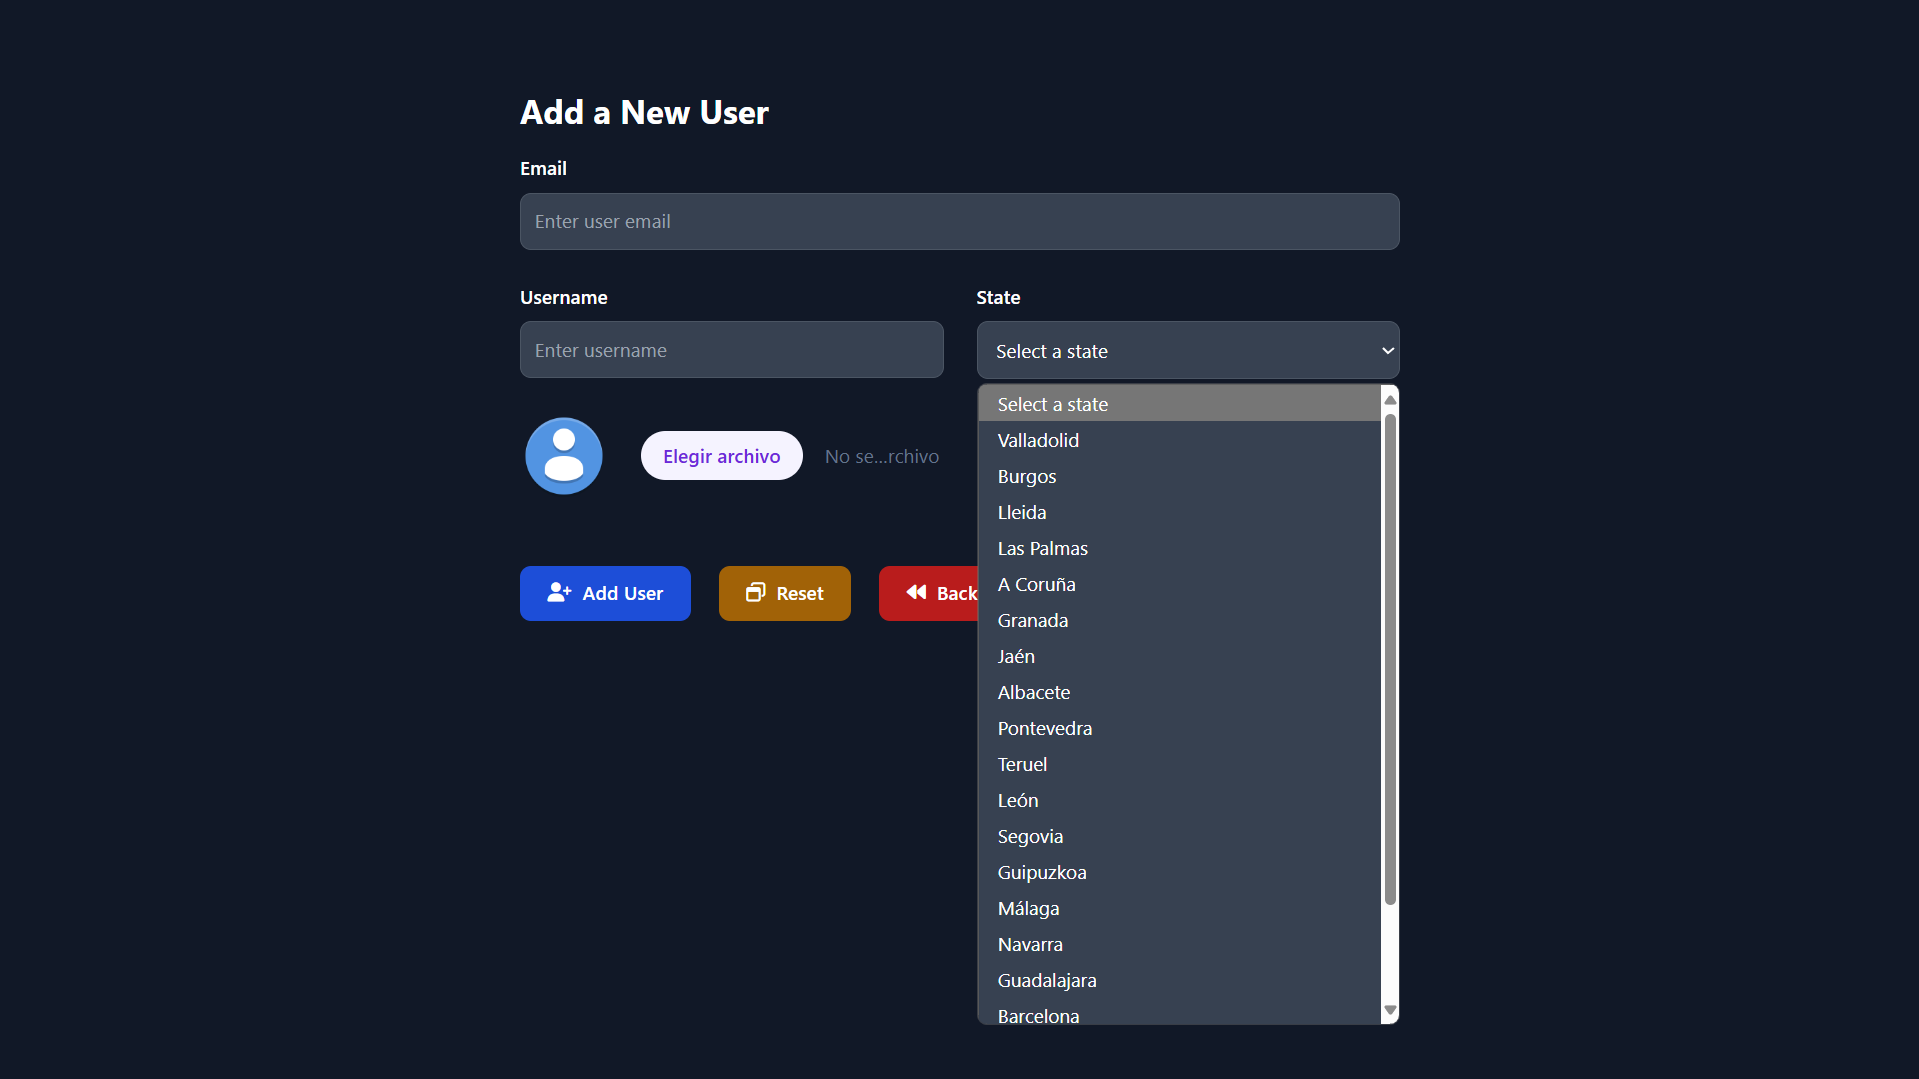 Add a New User
Email
Enter user email
Username
State
Enter username
Select a state
Select a state
Valladolid
Burgos
Elegir archivo
No se...rchivo
Lleida
Las Palmas
A Coruña
Add User
Reset
Back
Granada
Jaén
Albacete
Pontevedra
Teruel
León
Segovia
Guipuzkoa
Málaga
Navarra
Guadalajara
Barcelona